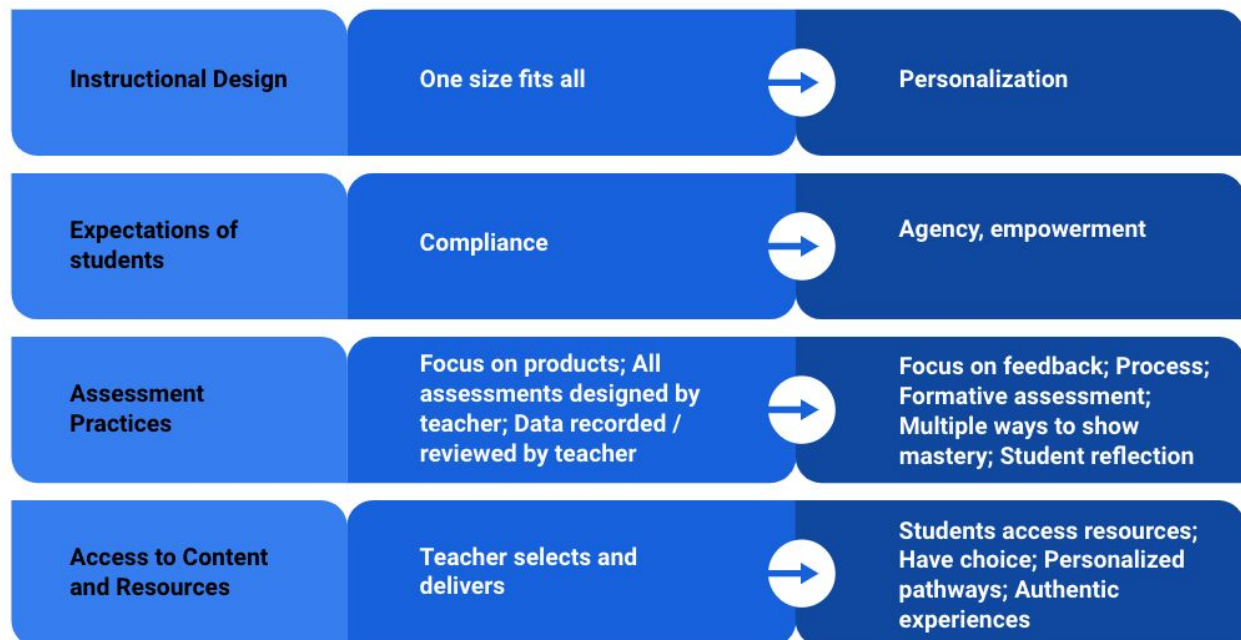 Instructional Design
One size fits all
Personalization
Expectations of
students
Compliance
Agency, empowerment
Assessment
Practices
Focus on products; All
assessments designed by
teacher; Data recorded /
reviewed by teacher
Focus on feedback; Process;
Formative assessment;
Multiple ways to show
mastery; Student reflection
Access to Content
and Resources
Teacher selects and
delivers
Students access resources;
Have choice; Personalized
pathways; Authentic
experiences